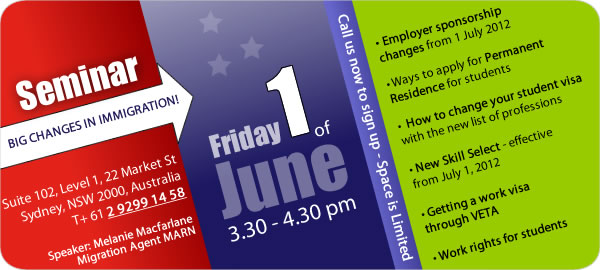 Seminar
BIG CHANGES IN IMMIGRATION!
Suite 102, Level 1, 22 Market St
Sydney, NSW 2000, Australia
T+ 61 2 9299 14 58
Speaker: Melanie Macfarlane
Migration Agent MARN
Friday 1 of
June
3.30 - 4.30 pm
Call us now to sign up - Space is Limited
• Employer sponsorship
changes from 1 July 2012
• Ways to apply for Permanent
Residence for students
• How to change your student visa
with the new list of professions
• New Skill Select - effective
from July 1, 2012
• Getting a work visa
through VETA
• Work rights for students